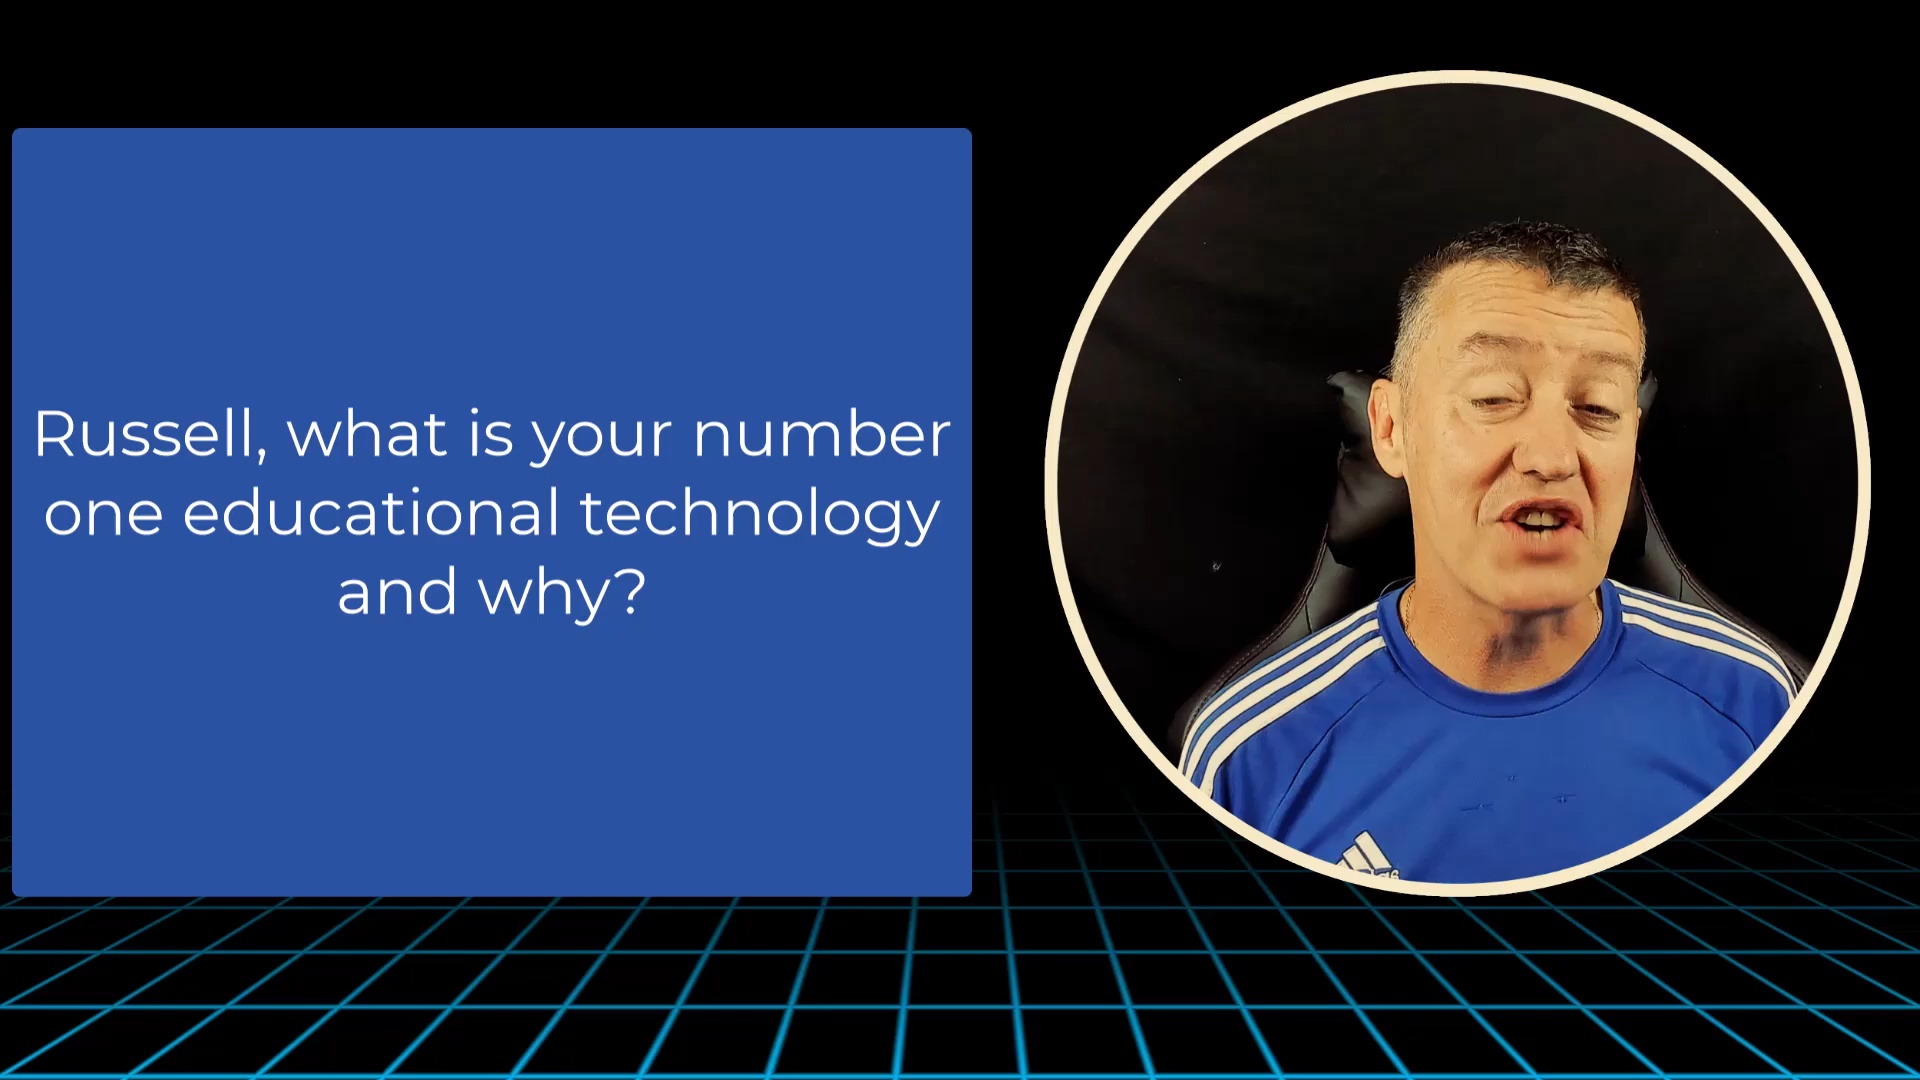 Russell, what is your number
one educational technology
and why?